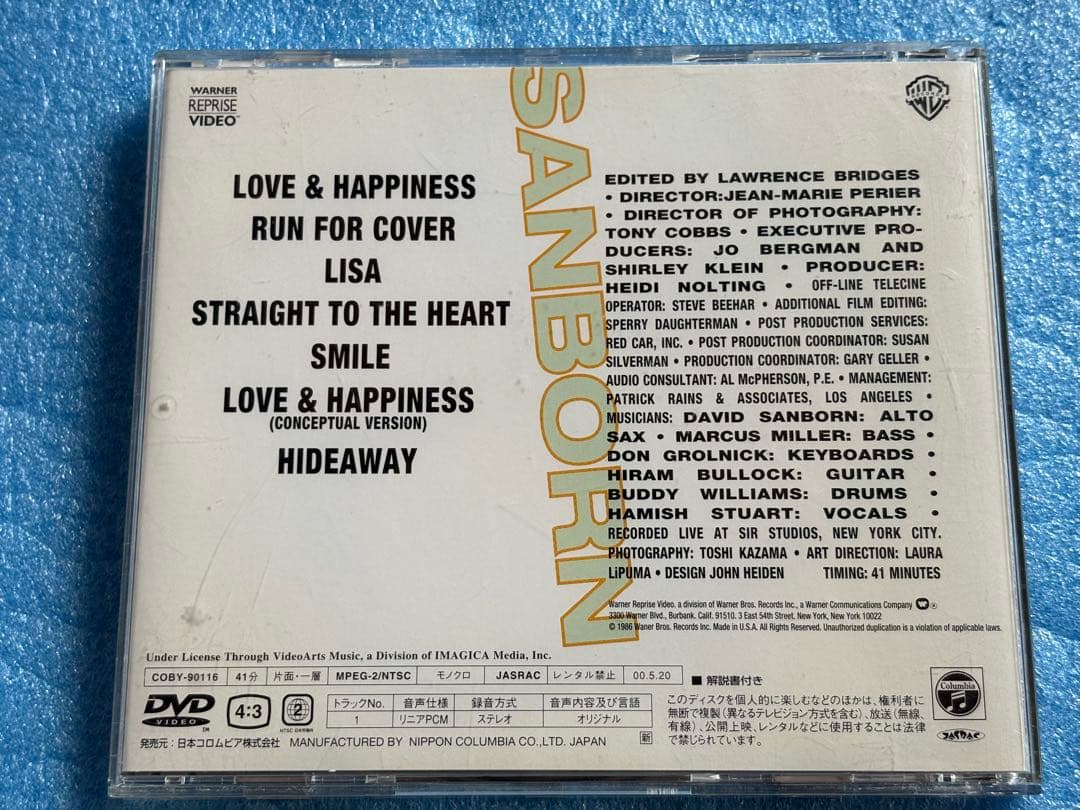 WARNER
REPRISE
VIDEO™
LOVE & HAPPINESS
RUN FOR COVER
LISA
STRAIGHT TO THE HEART
SMILE
LOVE & HAPPINESS
(CONCEPTUAL VERSION)
HIDEAWAY
SANBORN
EDITED BY LAWRENCE BRIDGES
• DIRECTOR:JEAN-MARIE PERIER
• DIRECTOR OF PHOTOGRAPHY:
TONY COBBS • EXECUTIVE PRO-
DUCERS: JO BERGMAN AND
SHIRLEY KLEIN • PRODUCER:
HEIDI NOLTING • OFF-LINE TELECINE
OPERATOR: STEVE BEEHAR • ADDITIONAL FILM EDITING:
SPERRY DAUGHTERMAN • POST PRODUCTION SERVICES:
RED CAR, INC. • POST PRODUCTION COORDINATOR: SUSAN
SILVERMAN • PRODUCTION COORDINATOR: GARY GELLER •
AUDIO CONSULTANT: AL McPHERSON, P.E. • MANAGEMENT:
PATRICK RAINS & ASSOCIATES, LOS ANGELES •
MUSICIANS: DAVID SANBORN: ALTO
SAX • MARCUS MILLER: BASS •
DON GROLNICK: KEYBOARDS •
HIRAM BULLOCK: GUITAR •
BUDDY WILLIAMS: DRUMS •
HAMISH STUART: VOCALS •
RECORDED LIVE AT SIR STUDIOS, NEW YORK CITY.
PHOTOGRAPHY: TOSHI KAZAMA • ART DIRECTION: LAURA
LiPUMA • DESIGN JOHN HEIDEN TIMING: 41 MINUTES
Warner Reprise Video. a division of Warner Bros. Records Inc., a Warner Communications Company
3300 Warner Blvd., Burbank. Calif. 91510. 3 East 54th Street. New York, New York 10022
© 1986 Waner Bros. Records Inc. Made in U.S.A. All Rights Reserved. Unauthorized duplication is a violation of applicable laws.
Under License Through VideoArts Music, a Division of IMAGICA Media, Inc.
COBY-90116 41分 片面・一層 MPEG-2/NTSC モノクロ JASRAC レンタル禁止 00.5.20
■ 解説書付き
DVD
VIDEO™
4:3
2
トラックNo. 音声仕様 録音方式 音声内容及び言語
1 リニアPCM ステレオ オリジナル
このディスクを個人的に楽しむなどのほかは、権利者に
無断で複製(異なるテレビジョン方式を含む)、放送(無線、
有線)、公開上映、レンタルなどに使用することは法律
で禁じられています。
Columbia
JASRAC
発売元:日本コロムビア株式会社 MANUFACTURED BY NIPPON COLUMBIA CO.,LTD. JAPAN
新